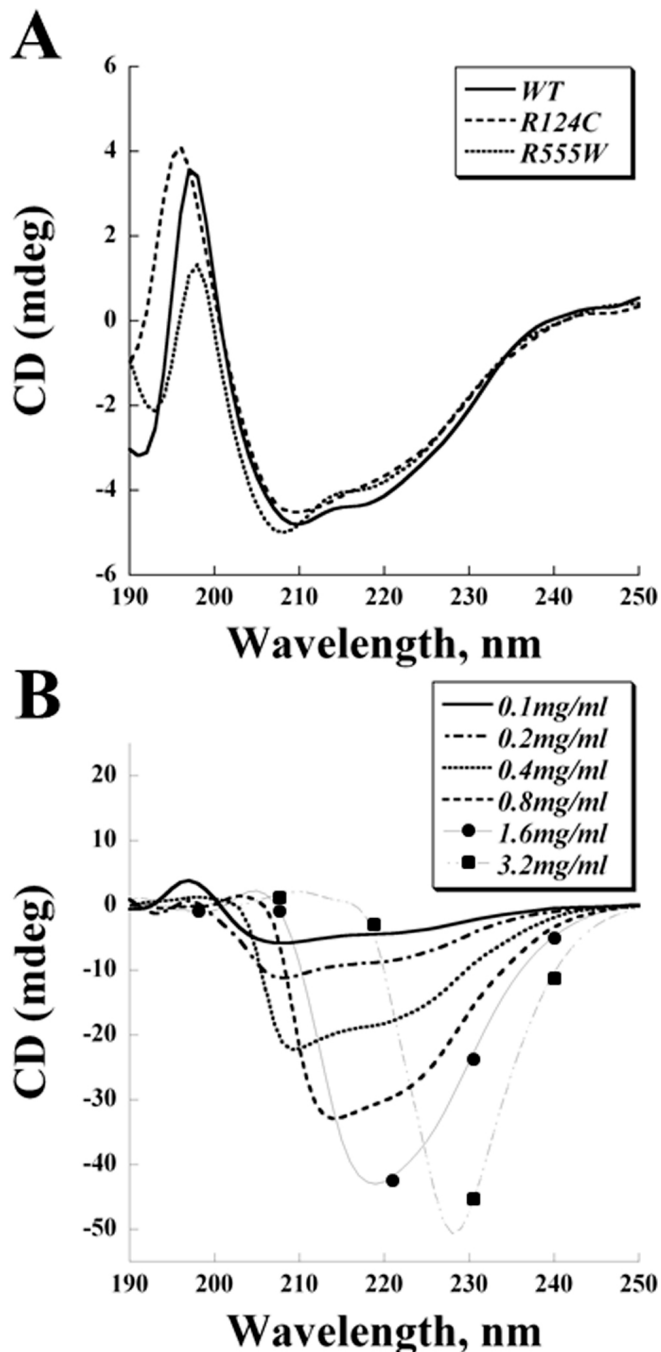 A
6
4
2
0
-2
-4
-6
CD (mdeg)
WT
R124C
R555W
190 200 210 220 230 240 250
Wavelength, nm
B
0.1mg/ml
0.2mg/ml
0.4mg/ml
0.8mg/ml
1.6mg/ml
3.2mg/ml
20
10
0
-10
-20
-30
-40
-50
CD (mdeg)
190 200 210 220 230 240 250
Wavelength, nm